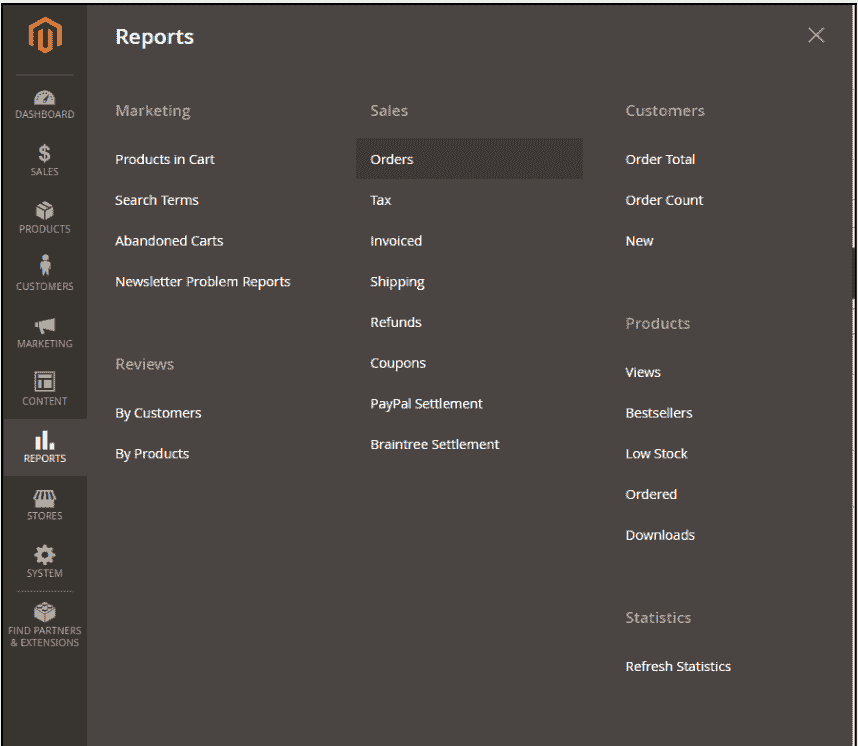 Reports
DASHBOARD
SALES
PRODUCTS
CUSTOMERS
MARKETING
CONTENT
REPORTS
STORES
SYSTEM
FIND PARTNERS
& EXTENSIONS
Marketing
Products in Cart
Search Terms
Abandoned Carts
Newsletter Problem Reports
Reviews
By Customers
By Products
Sales
Orders
Tax
Invoiced
Shipping
Refunds
Coupons
PayPal Settlement
Braintree Settlement
Customers
Order Total
Order Count
New
Products
Views
Bestsellers
Low Stock
Ordered
Downloads
Statistics
Refresh Statistics